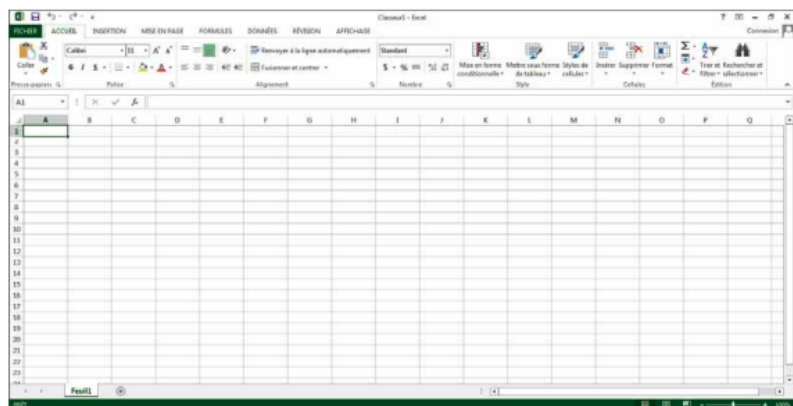 Classeur1 - Excel
FICHIER ACCUEIL INSERTION MISE EN PAGE FORMULES DONNÉES RÉVISION AFFICHAGE Connexion
Calibri 11 Renvoyer à la ligne automatiquement Standard
Coller G I S Fusionner et centrer $ % 000 Mise en forme conditionnelle Mettre sous forme de tableau Styles de cellules Insérer Supprimer Format Trier et filtrer Rechercher et sélectionner
Presse-papiers Police Alignement Nombre Style Cellules Édition
A1 fx
A B C D E F G H I J K L M N O P Q
1
2
3
4
5
6
7
8
9
10
11
12
13
14
15
16
17
18
19
20
21
22
23
Feuil1
PRÊT 100%